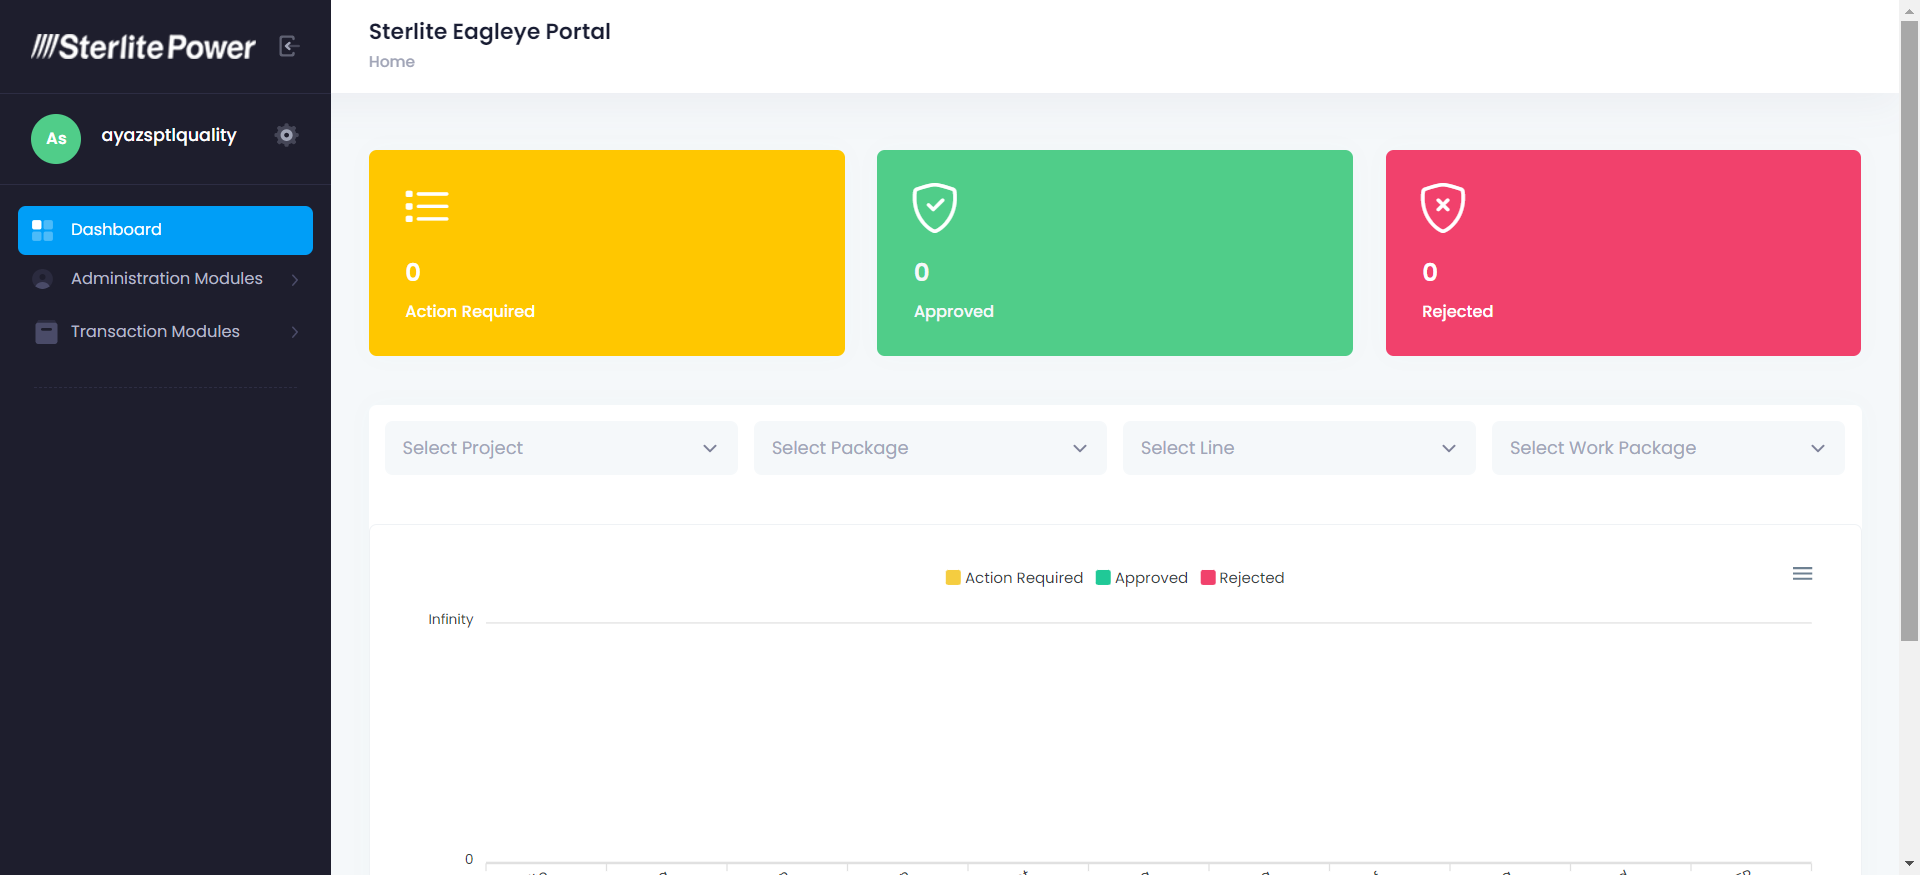 Sterlite Power
As
ayazsptlquality
Dashboard
Administration Modules
Transaction Modules
Sterlite Eagleye Portal
Home
0
Action Required
0
Approved
0
Rejected
Select Project
Select Package
Select Line
Select Work Package
Action Required
Approved
Rejected
Infinity
0